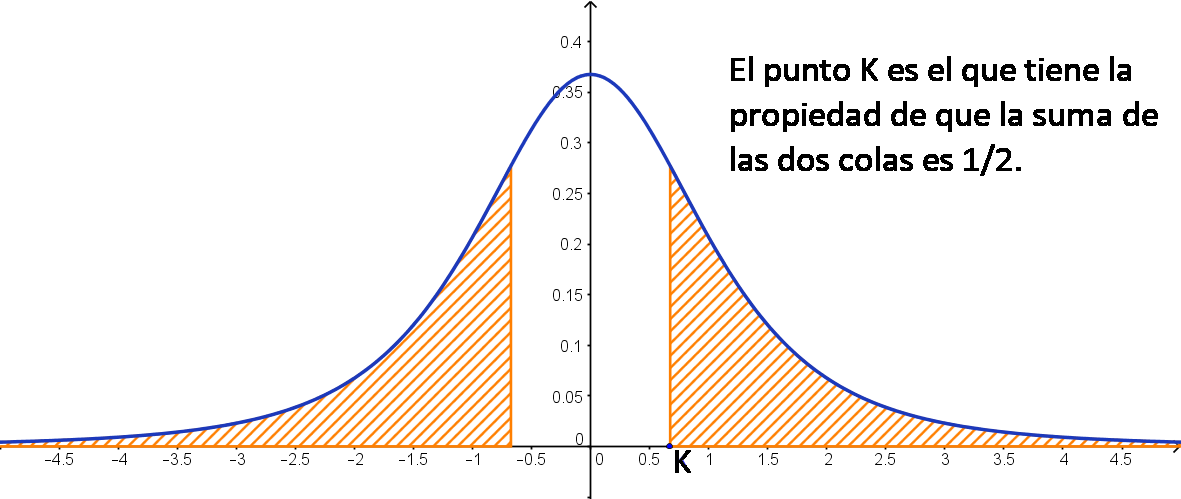 0.4
El punto K es el que tiene la
propiedad de que la suma de
las dos colas es 1/2.
0.35
0.3
0.25
0.2
0.15
0.1
0.05
0
-4.5 -4 -3.5 -3 -2.5 -2 -1.5 -1 -0.5 0 0.5 1 1.5 2 2.5 3 3.5 4 4.5
K